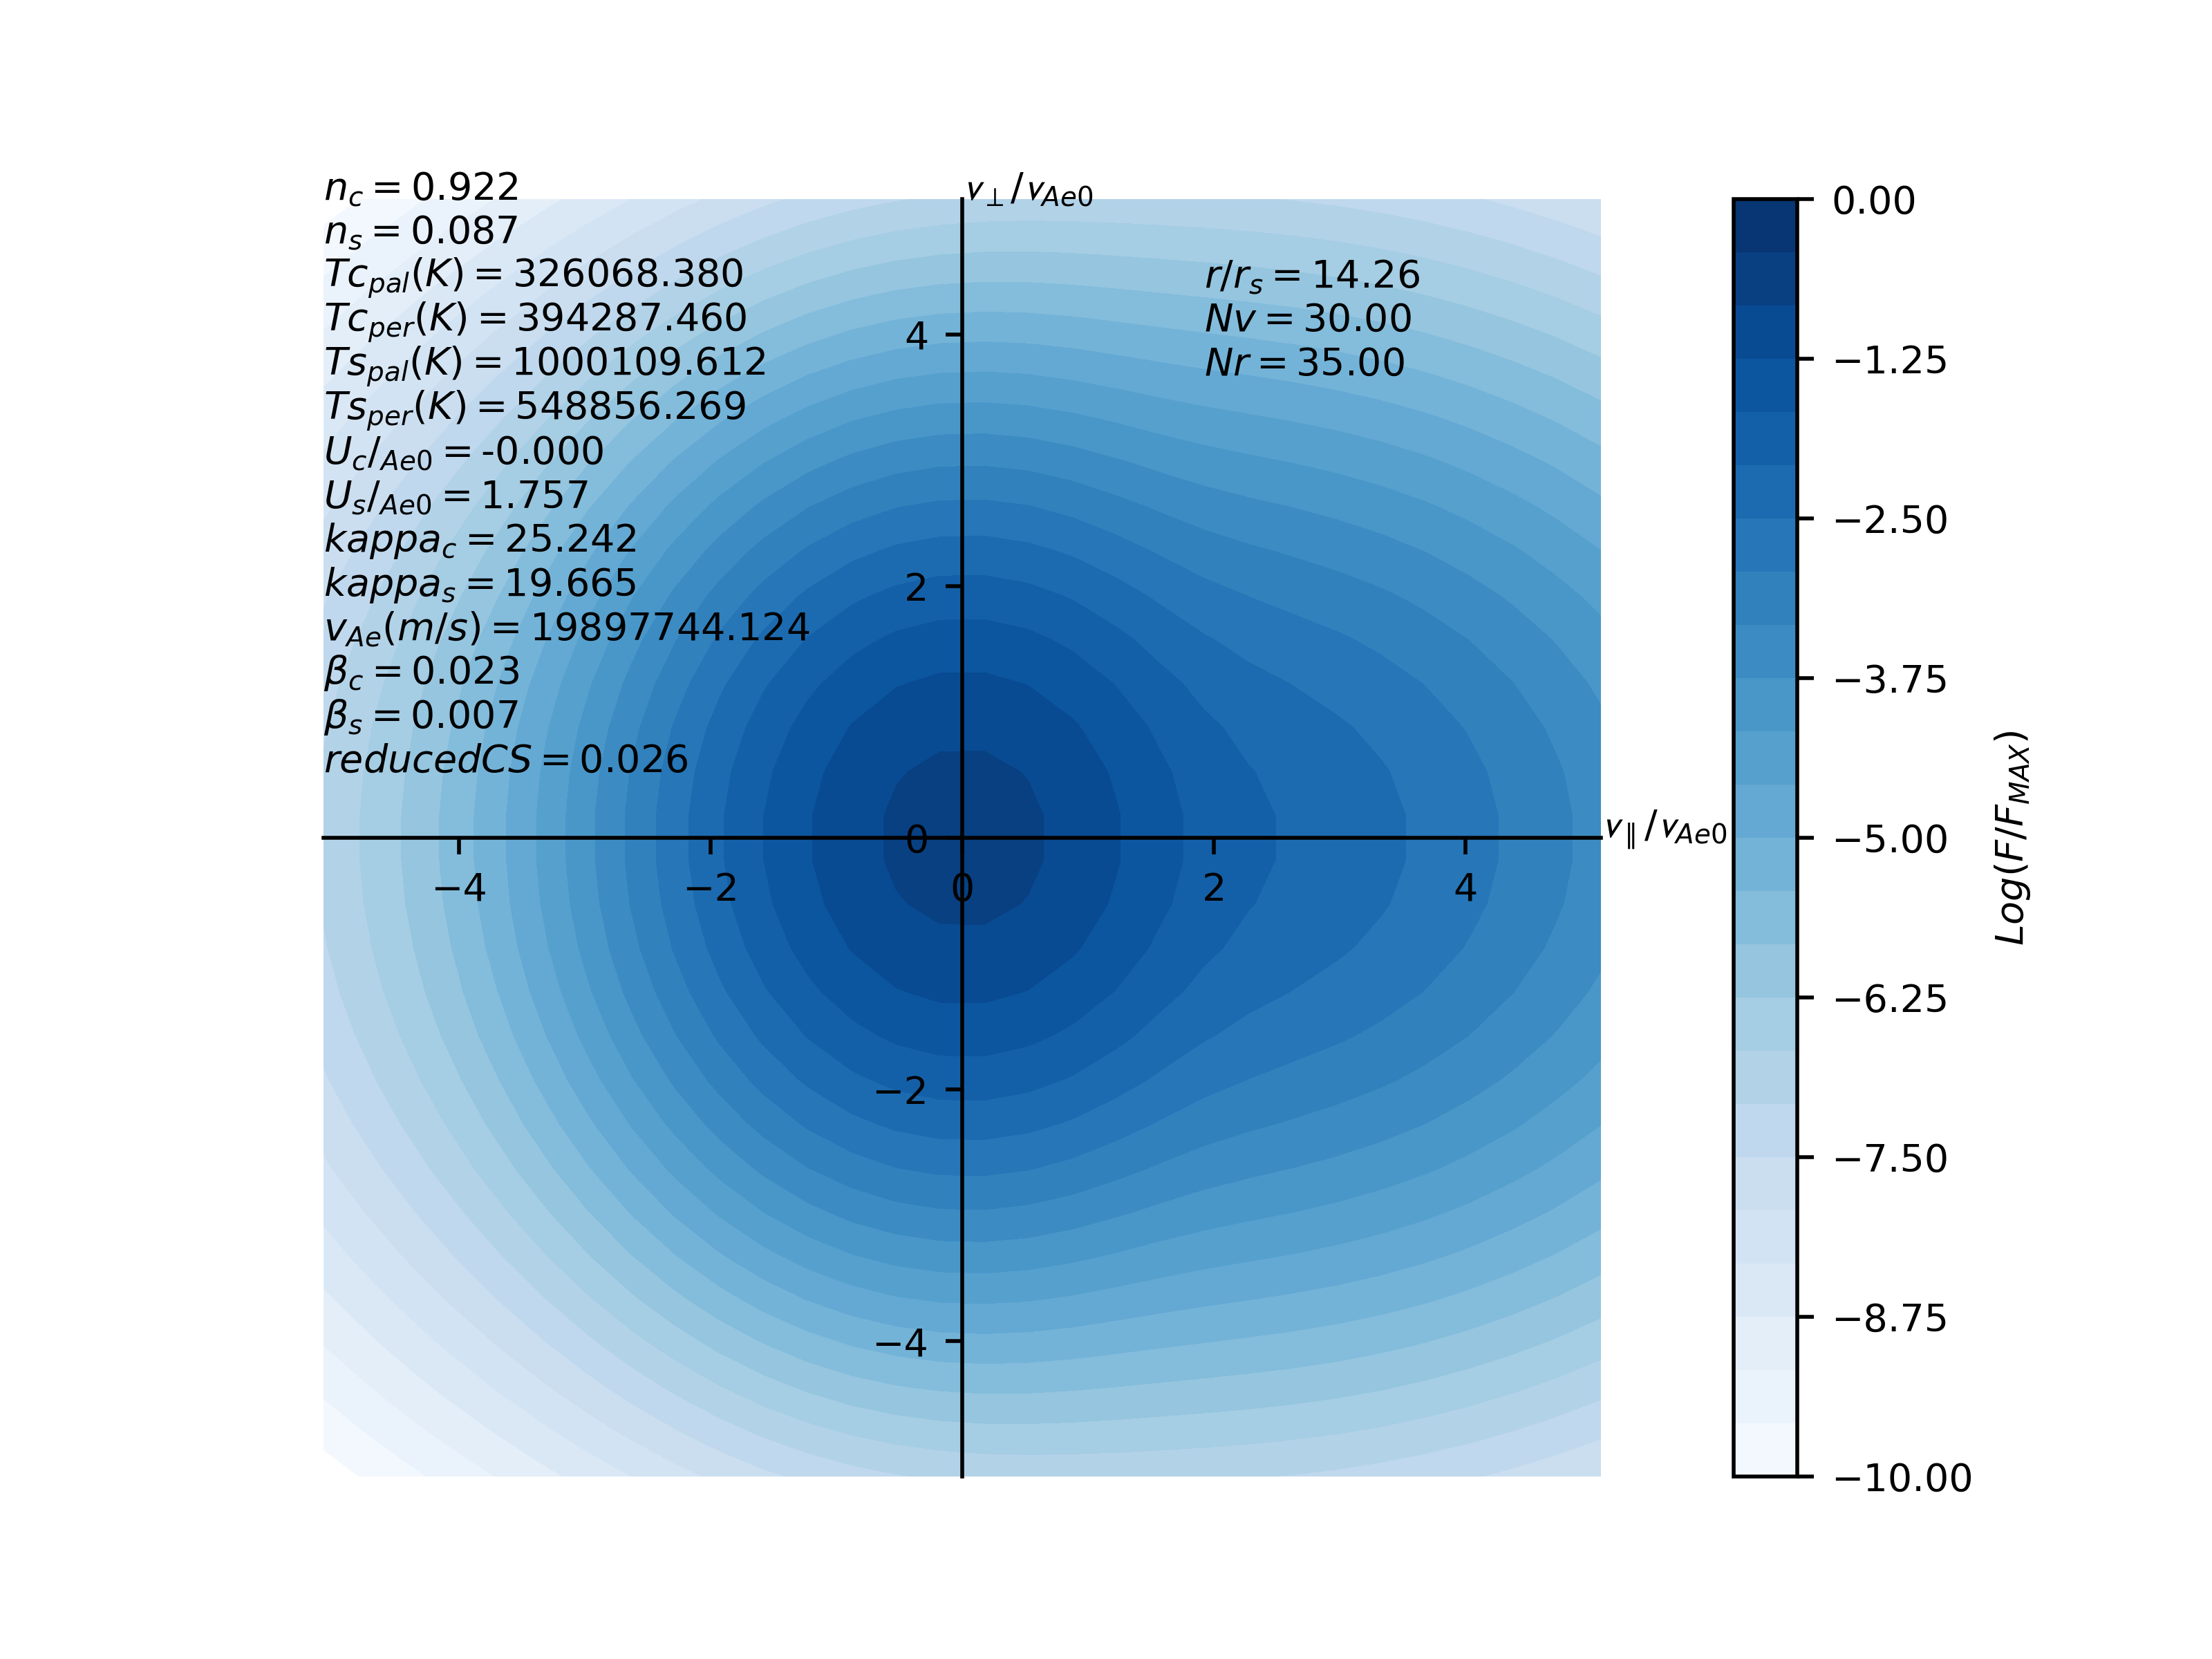 n_c = 0.922
n_s = 0.087
Tc_pal(K) = 326068.380
Tc_per(K) = 394287.460
Ts_pal(K) = 1000109.612
Ts_per(K) = 548856.269
U_c/_Ae0 = -0.000
U_s/_Ae0 = 1.757
kappa_c = 25.242
kappa_s = 19.665
v_Ae(m/s) = 19897744.124
β_c = 0.023
β_s = 0.007
reducedCS = 0.026
v_⊥/v_Ae0
r/r_s = 14.26
Nv = 30.00
Nr = 35.00
4
2
0
−2
−4
−4
−2
0
2
4
v_∥/v_Ae0
0.00
−1.25
−2.50
−3.75
−5.00
−6.25
−7.50
−8.75
−10.00
Log(F/F_MAX)